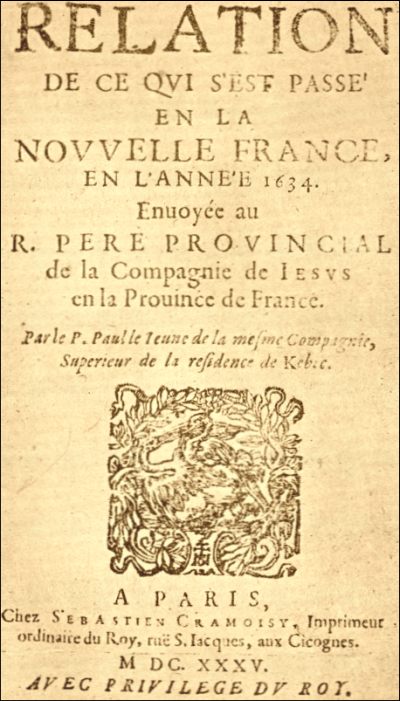 RELATION
DE CE QVI S'EST PASSE'
EN LA
NOVVELLE FRANCE,
EN L'ANNE'E 1634.
Enuoyée au
R. PERE PROVINCIAL
de la Compagnie de IESVS
en la Prouince de France.
Par le P. Paul le Ieune de la mesme Compagnie,
Superieur de la residence de Kebec.
A PARIS,
Chez SEBASTIEN CRAMOISY, Imprimeur
ordinaire du Roy, ruë S. Iacques, aux Cicognes.
M DC. XXXV.
AVEC PRIVILEGE DV ROY.